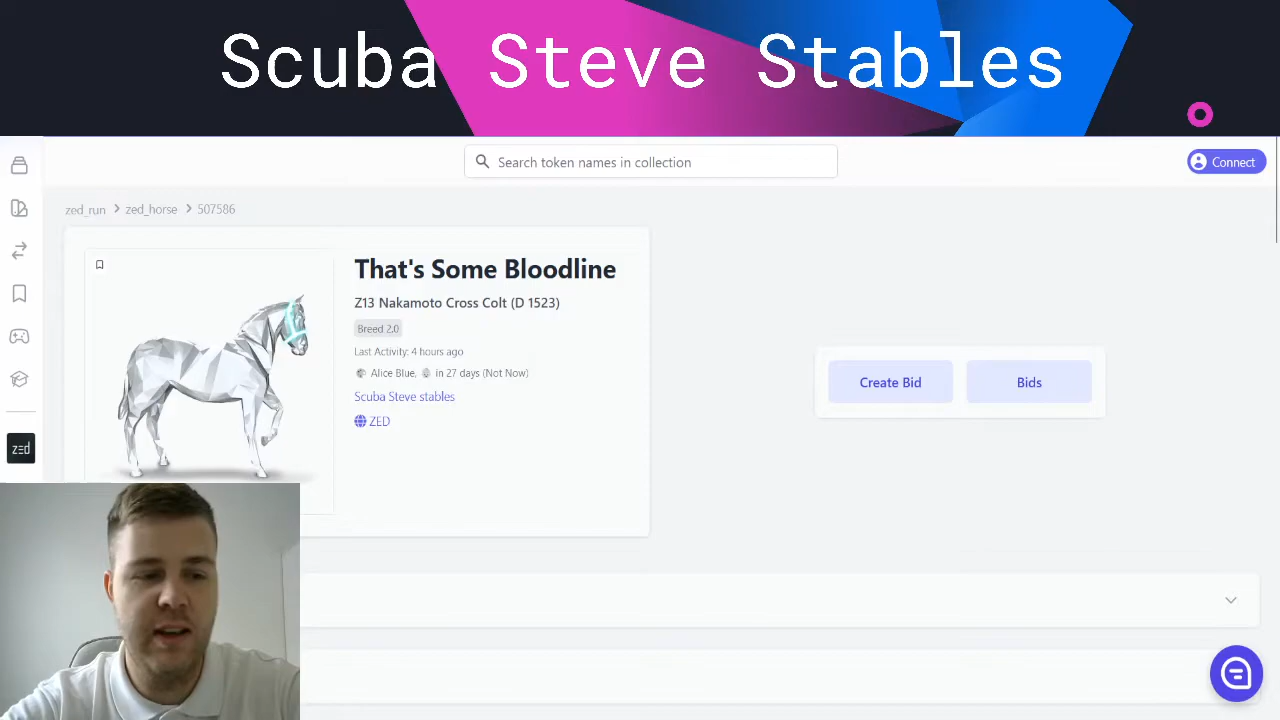 Scuba Steve Stables
Search token names in collection
Connect
zed_run > zed_horse > 507586
That's Some Bloodline
Z13 Nakamoto Cross Colt (D 1523)
Breed 2.0
Last Activity: 4 hours ago
Alice Blue, in 27 days (Not Now)
Scuba Steve stables
ZED
Create Bid
Bids
zed